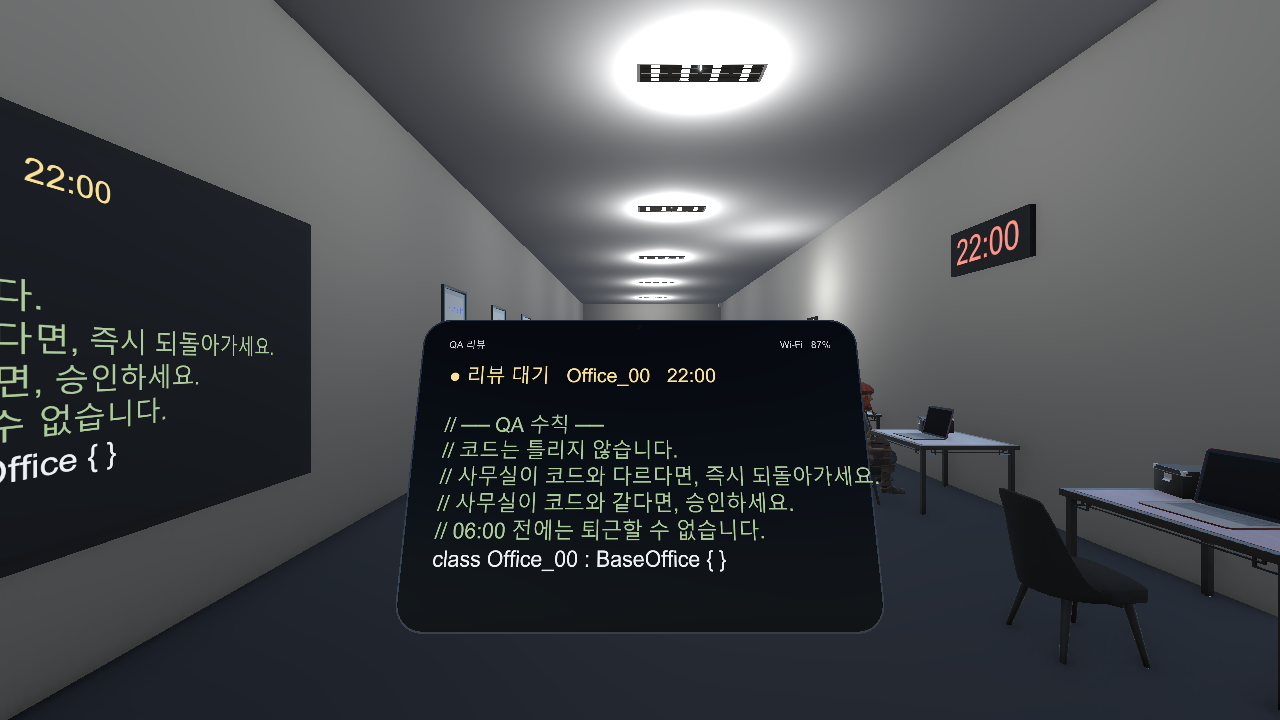 22:00
다.
다면, 즉시 되돌아가세요.
면, 승인하세요.
수 없습니다.
Office { }
22:00
QA 리뷰
Wi-Fi 87%
● 리뷰 대기 Office_00 22:00
// ── QA 수칙 ──
// 코드는 틀리지 않습니다.
// 사무실이 코드와 다르다면, 즉시 되돌아가세요.
// 사무실이 코드와 같다면, 승인하세요.
// 06:00 전에는 퇴근할 수 없습니다.
class Office_00 : BaseOffice { }